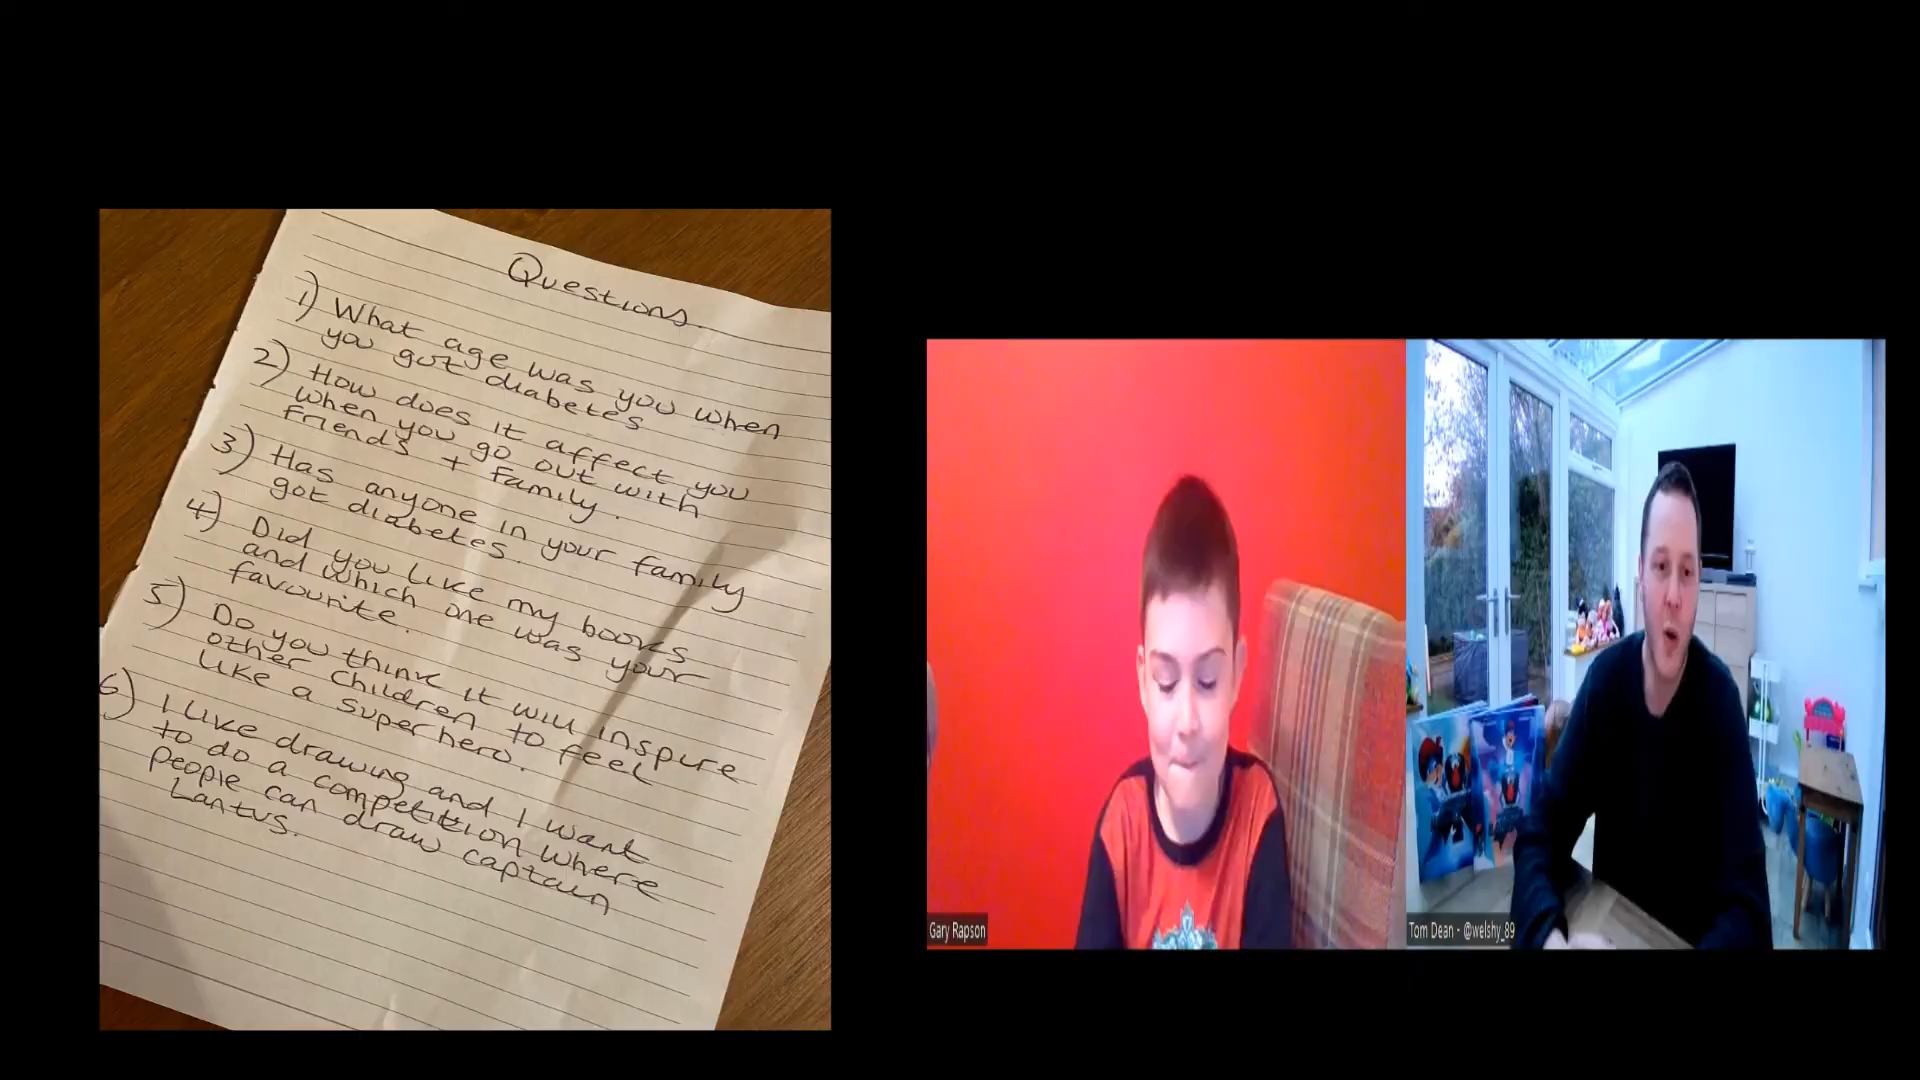 Questions.
1) What age was you when
you got diabetes
2) How does it affect you
when you go out with
friends + family.
3) Has anyone in your family
got diabetes.
4) Did you like my books
and which one was your
favourite.
5) Do you think it will inspire
other children to feel
like a superhero.
6) I like drawing and I want
to do a competition where
people can draw captain
Lantus.
Gary Rapson
Tom Dean - @welshy_89